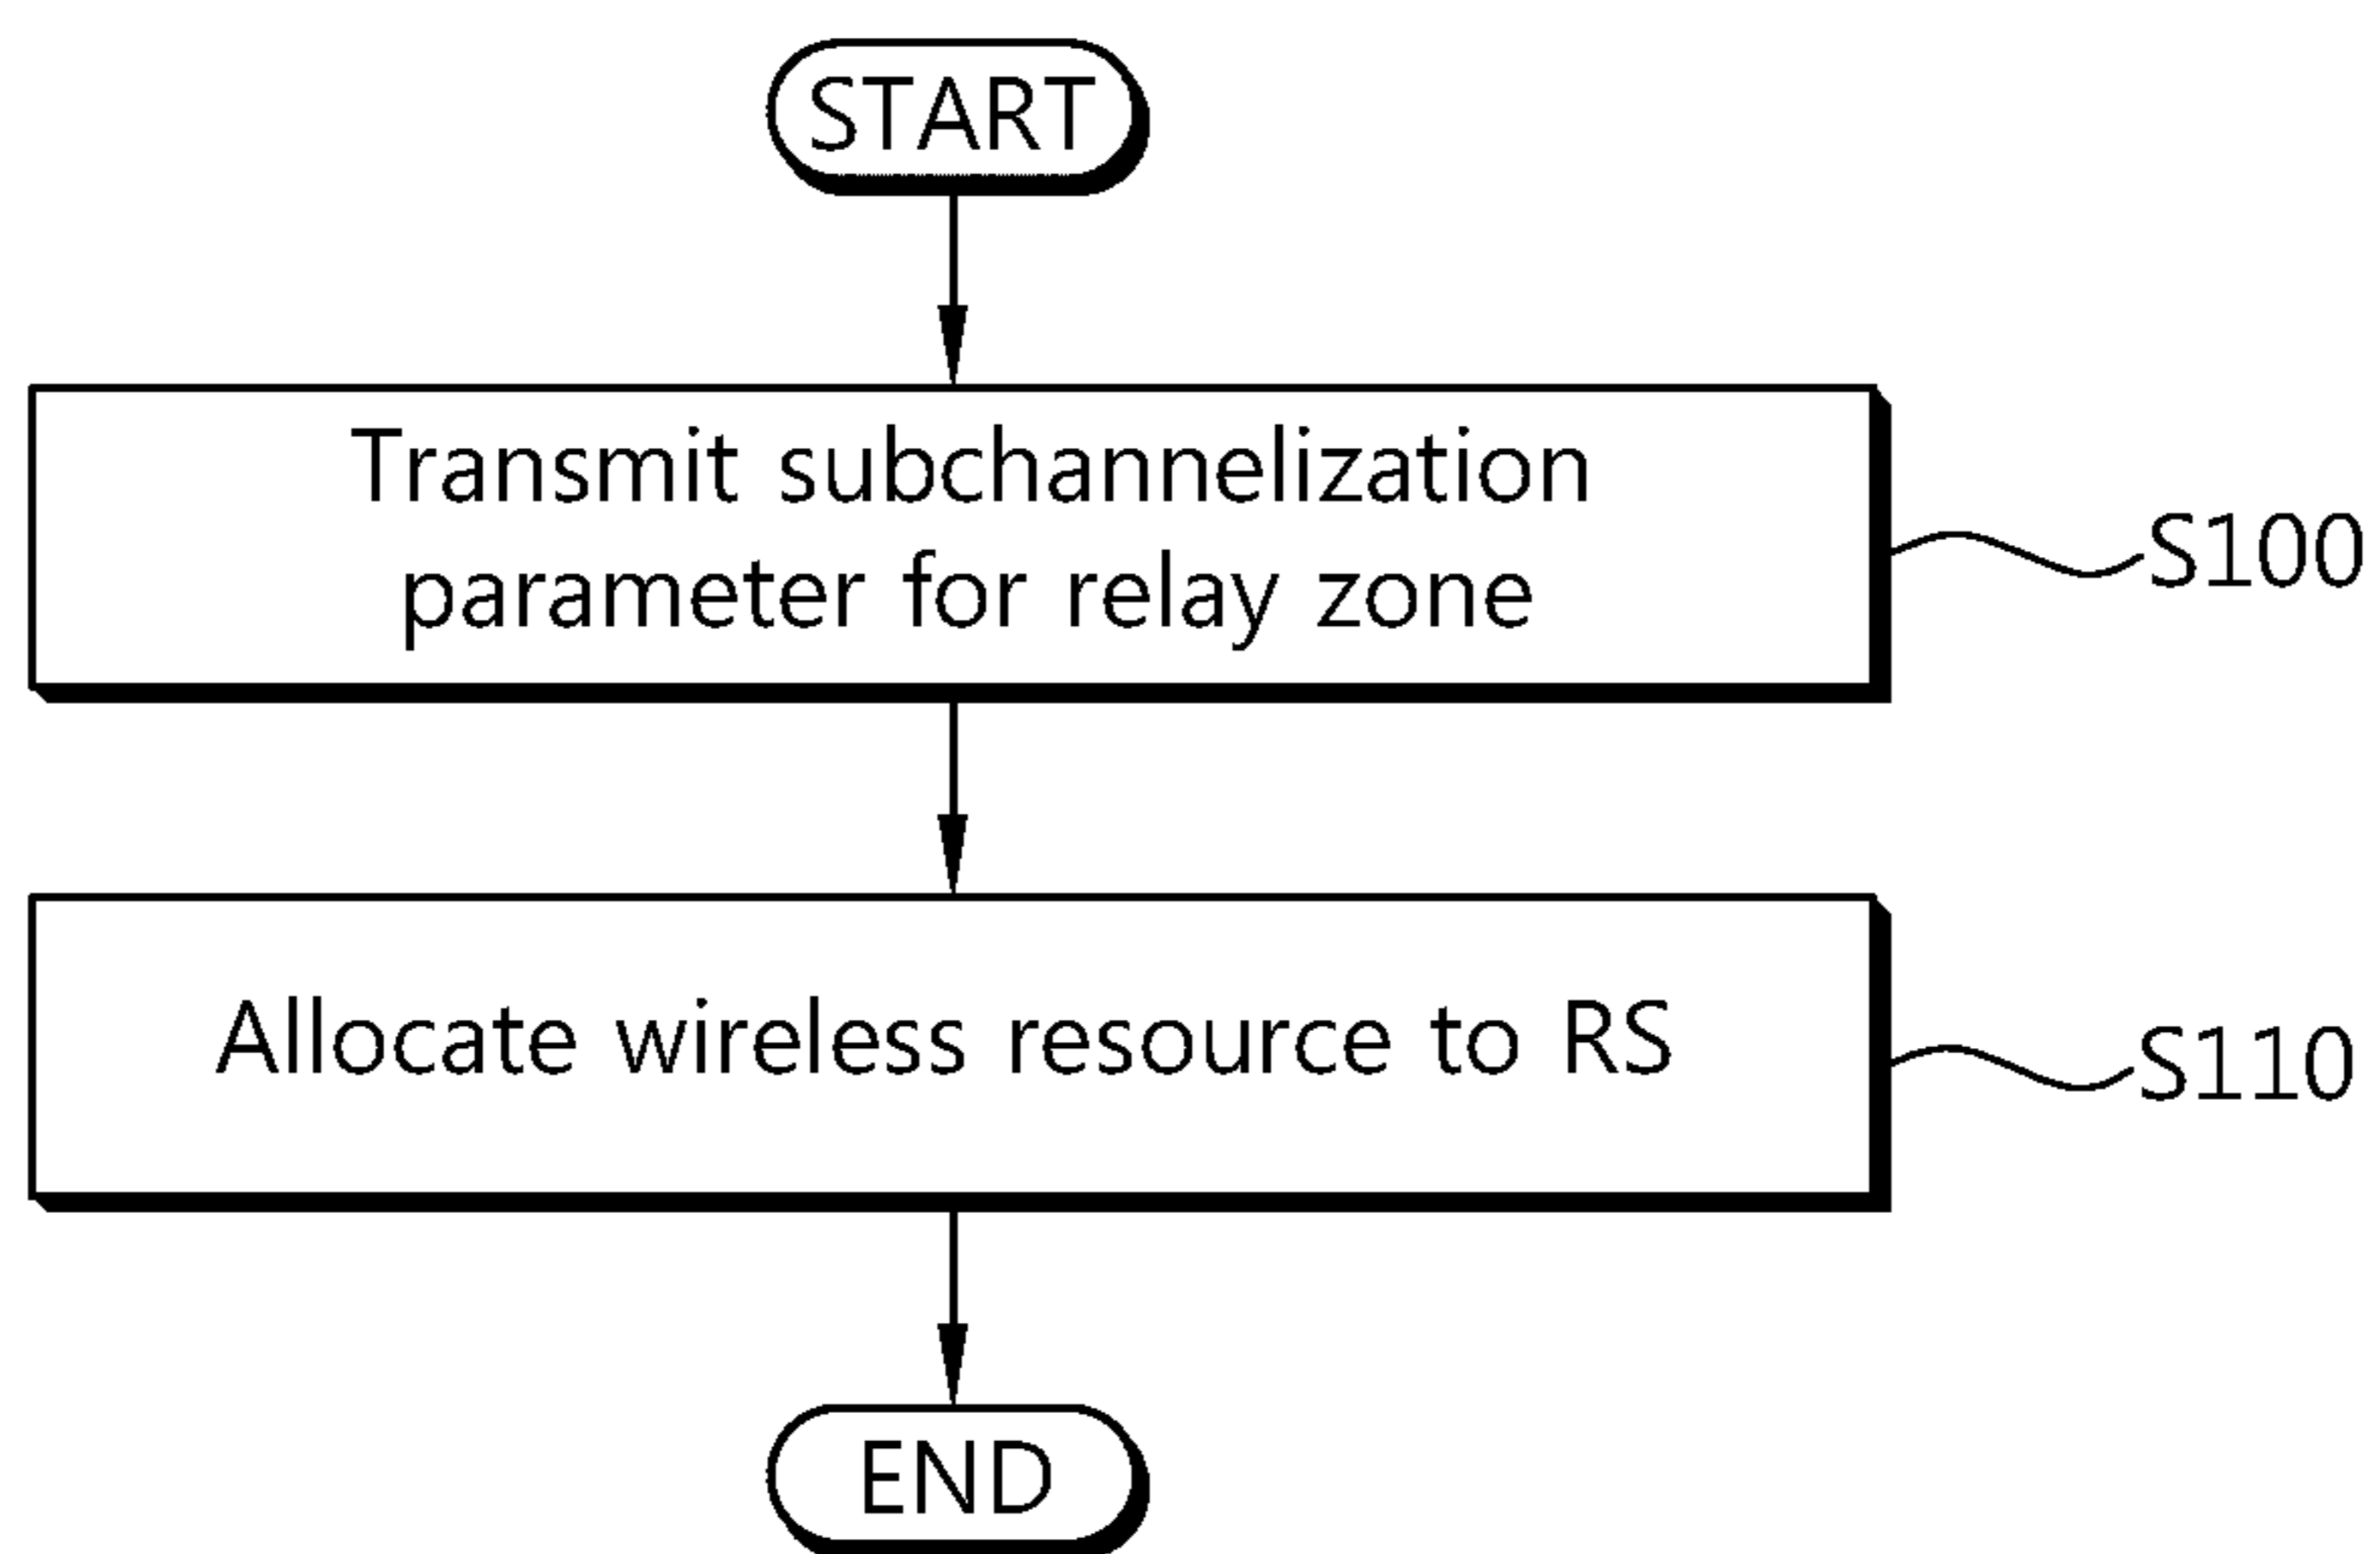 START
Transmit subchannelization
parameter for relay zone
S100
Allocate wireless resource to RS
S110
END